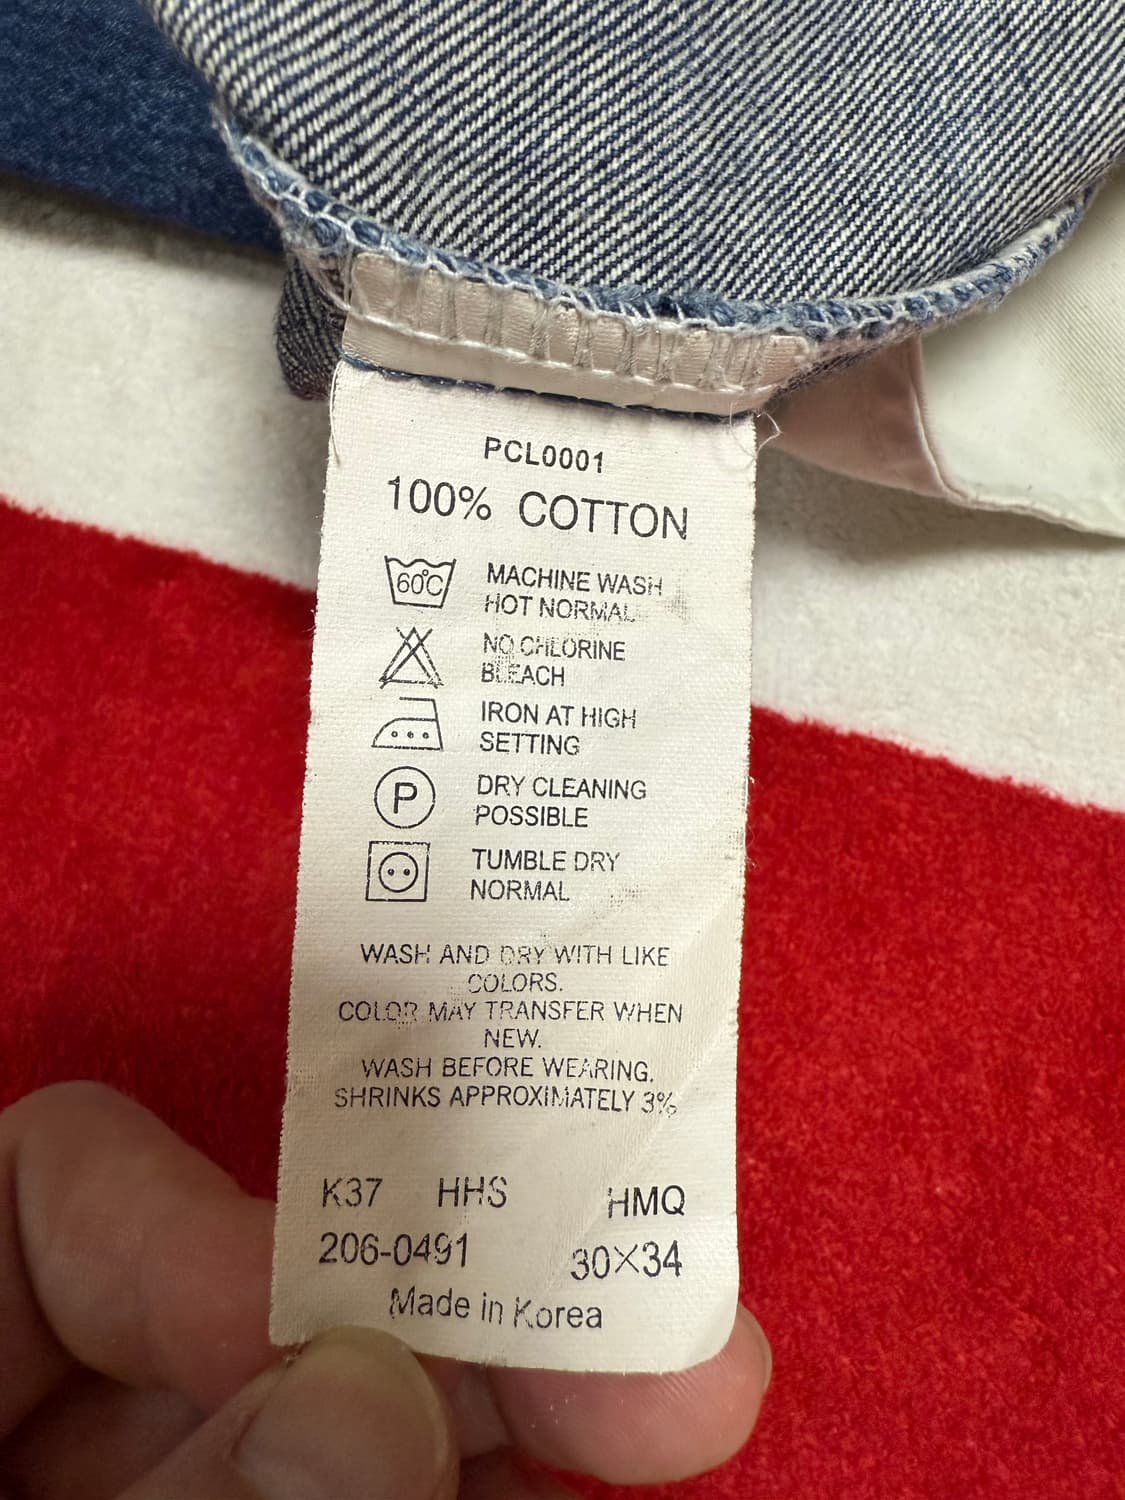 PCL0001
100% COTTON
60°C MACHINE WASH
HOT NORMAL
NO CHLORINE
BLEACH
IRON AT HIGH
SETTING
P DRY CLEANING
POSSIBLE
TUMBLE DRY
NORMAL
WASH AND DRY WITH LIKE
COLORS.
COLOR MAY TRANSFER WHEN
NEW.
WASH BEFORE WEARING.
SHRINKS APPROXIMATELY 3%
K37 HHS HMQ
206-0491 30×34
Made in Korea